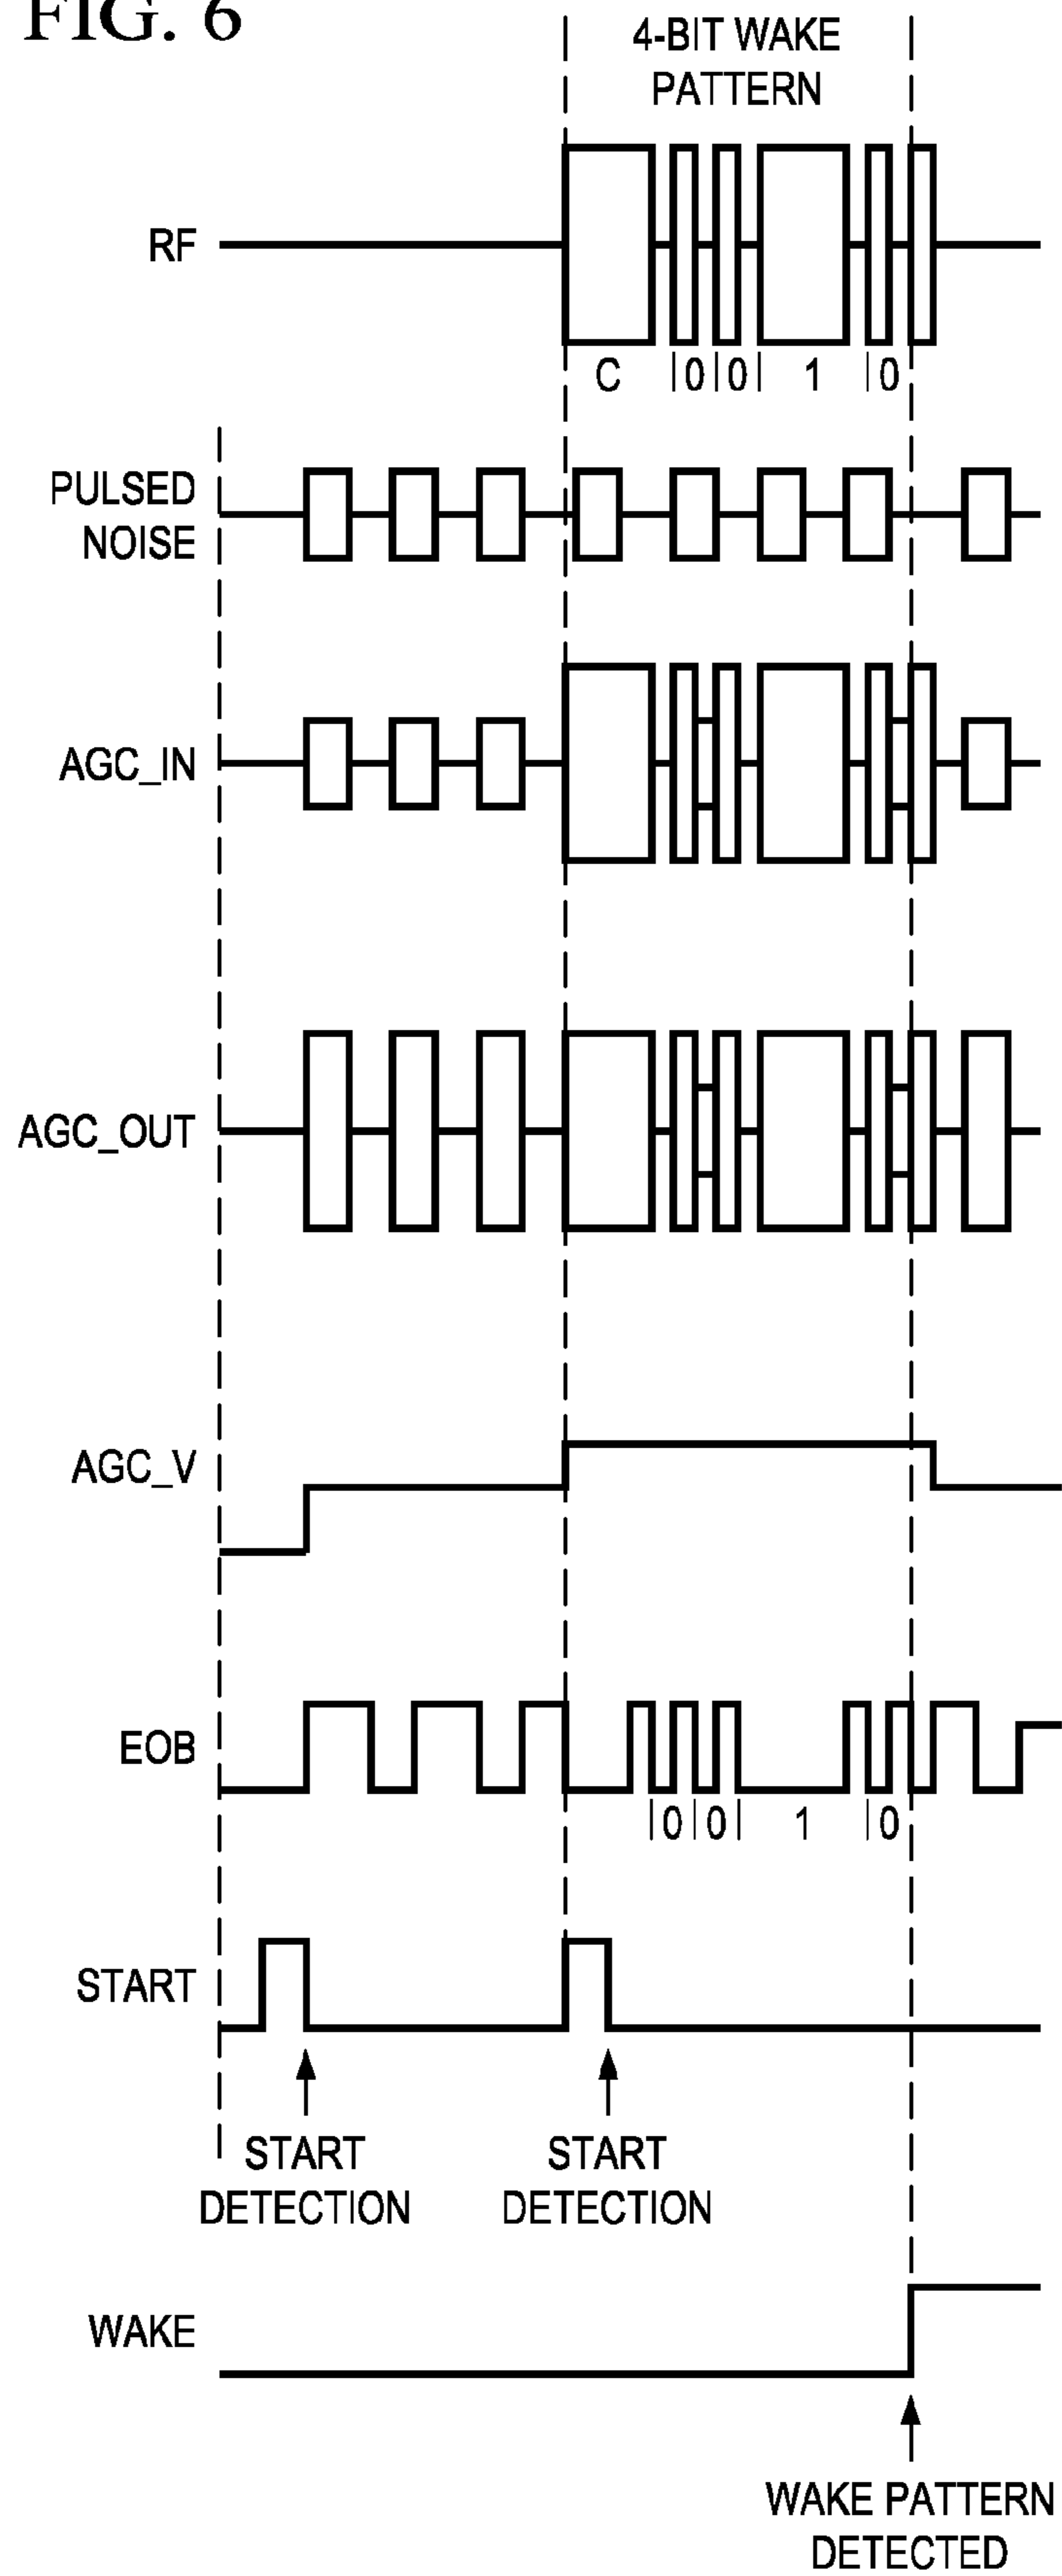 FIG. 6
4-BIT WAKE
PATTERN
RF
C |0|0| 1 |0
PULSED
NOISE
AGC_IN
AGC_OUT
AGC_V
EOB
|0|0| 1 |0
START
START
DETECTION
START
DETECTION
WAKE
WAKE PATTERN
DETECTED